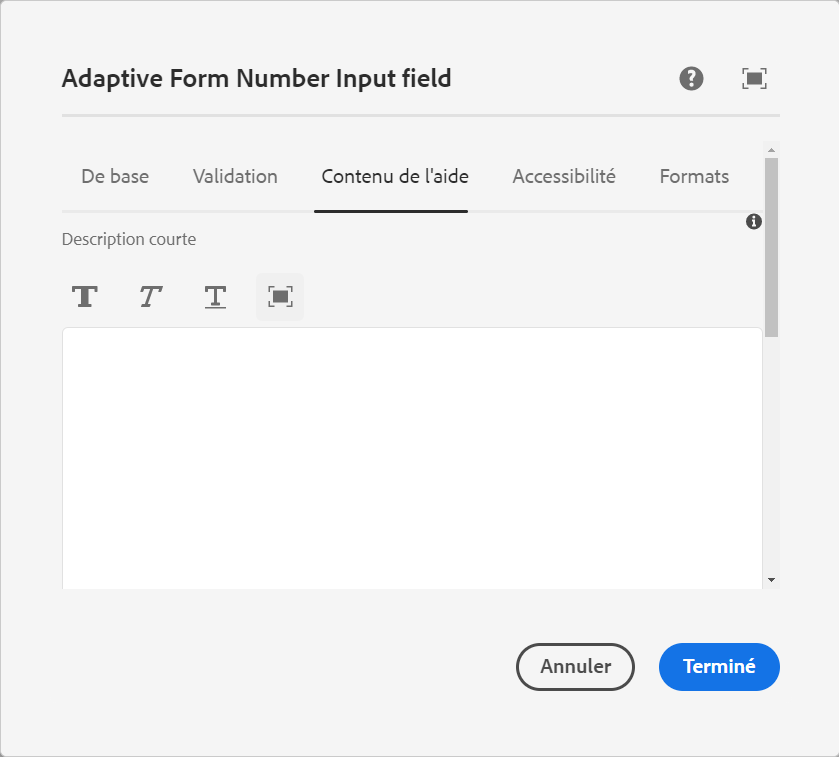 Adaptive Form Number Input field
De base Validation Contenu de l'aide Accessibilité Formats
Description courte
Annuler Terminé